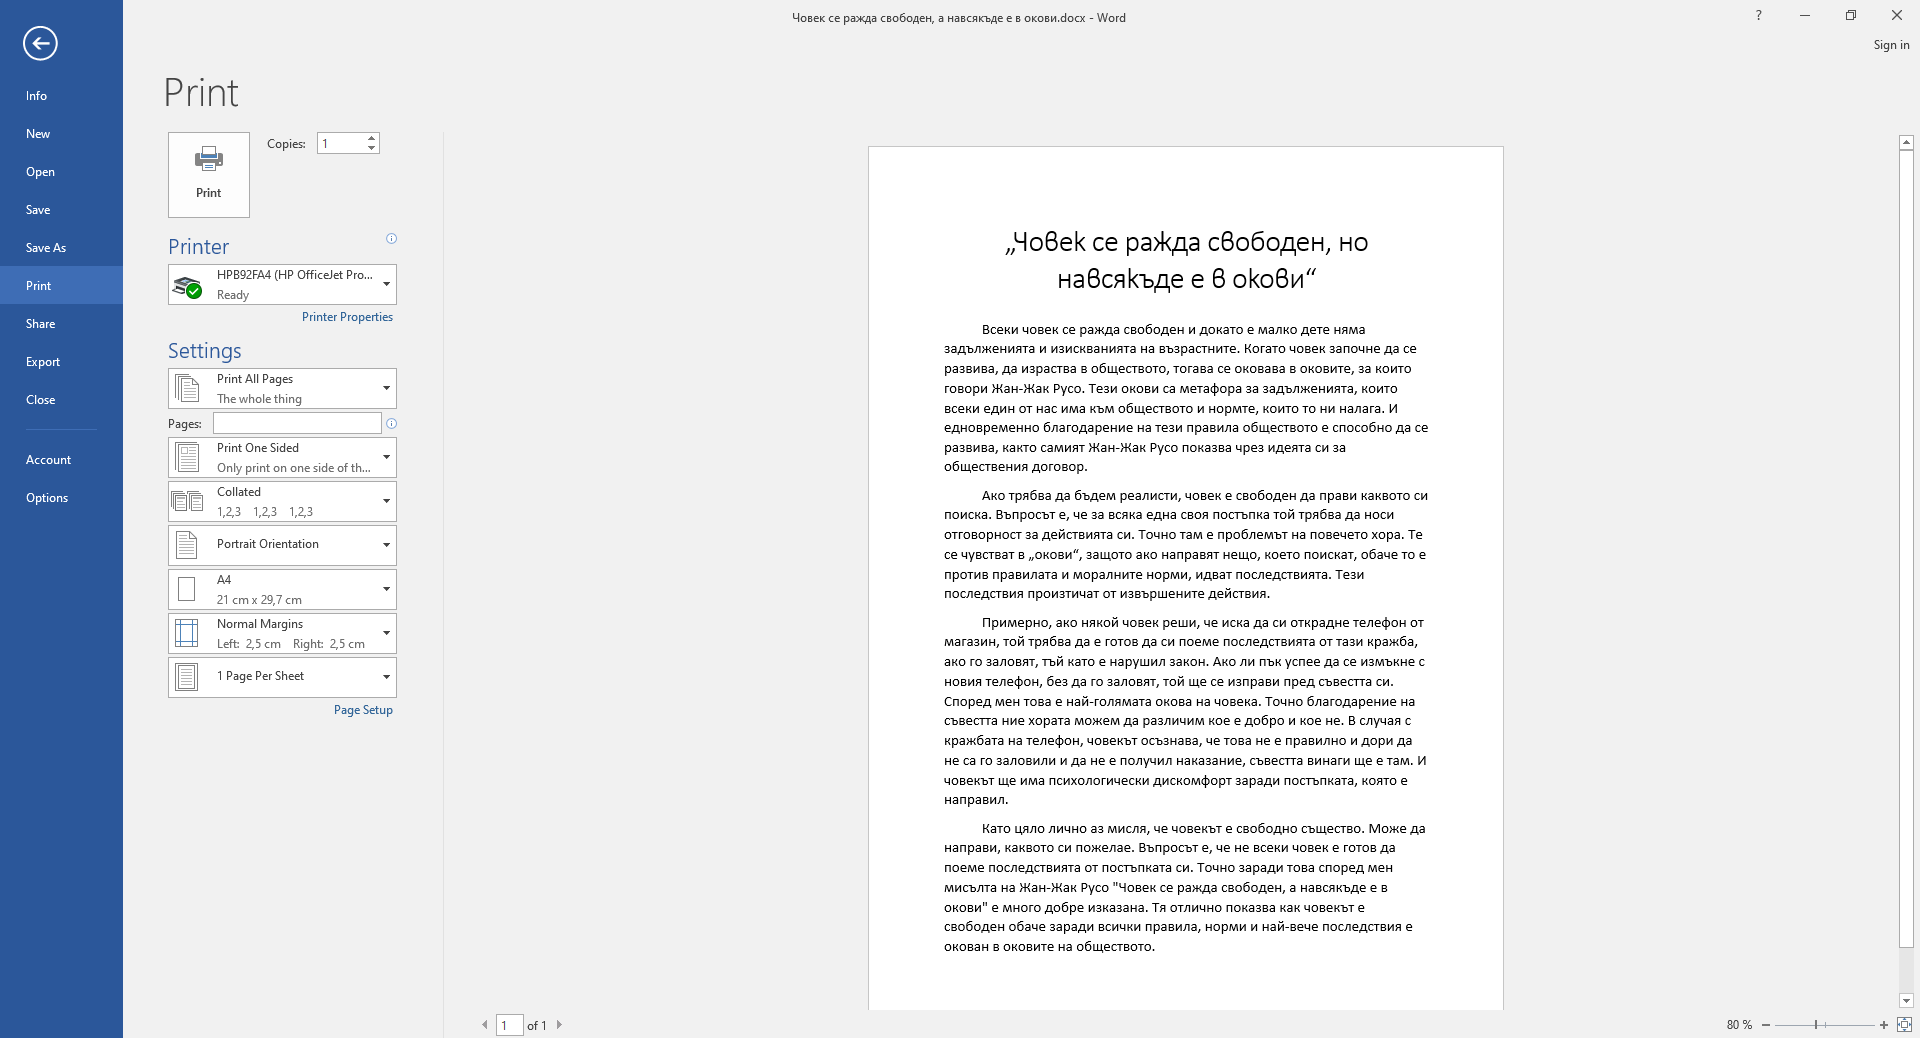 Човек се ражда свободен, а навсякъде е в окови.docx - Word
?
Sign in
Info
New
Open
Save
Save As
Print
Share
Export
Close
Account
Options
Print
Print
Copies: 1
Printer
HPB92FA4 (HP OfficeJet Pro...
Ready
Printer Properties
Settings
Print All Pages
The whole thing
Pages:
Print One Sided
Only print on one side of th...
Collated
1,2,3 1,2,3 1,2,3
Portrait Orientation
A4
21 cm x 29,7 cm
Normal Margins
Left: 2,5 cm Right: 2,5 cm
1 Page Per Sheet
Page Setup
„Човек се ражда свободен, но
навсякъде е в окови“
Всеки човек се ражда свободен и докато е малко дете няма
задълженията и изискванията на възрастните. Когато човек започне да се
развива, да израства в обществото, тогава се оковава в оковите, за които
говори Жан-Жак Русо. Тези окови са метафора за задълженията, които
всеки един от нас има към обществото и нормте, които то ни налага. И
едновременно благодарение на тези правила обществото е способно да се
развива, както самият Жан-Жак Русо показва чрез идеята си за
обществения договор.
Ако трябва да бъдем реалисти, човек е свободен да прави каквото си
поиска. Въпросът е, че за всяка една своя постъпка той трябва да носи
отговорност за действията си. Точно там е проблемът на повечето хора. Те
се чувстват в „окови“, защото ако направят нещо, което поискат, обаче то е
против правилата и моралните норми, идват последствията. Тези
последствия произтичат от извършените действия.
Примерно, ако някой човек реши, че иска да си открадне телефон от
магазин, той трябва да е готов да си поеме последствията от тази кражба,
ако го заловят, тъй като е нарушил закон. Ако ли пък успее да се измъкне с
новия телефон, без да го заловят, той ще се изправи пред съвестта си.
Според мен това е най-голямата окова на човека. Точно благодарение на
съвестта ние хората можем да различим кое е добро и кое не. В случая с
кражбата на телефон, човекът осъзнава, че това не е правилно и дори да
не са го заловили и да не е получил наказание, съвестта винаги ще е там. И
човекът ще има психологически дискомфорт заради постъпката, която е
направил.
Като цяло лично аз мисля, че човекът е свободно същество. Може да
направи, каквото си пожелае. Въпросът е, че не всеки човек е готов да
поеме последствията от постъпката си. Точно заради това според мен
мисълта на Жан-Жак Русо "Човек се ражда свободен, а навсякъде е в
окови" е много добре изказана. Тя отлично показва как човекът е
свободен обаче заради всички правила, норми и най-вече последствия е
окован в оковите на обществото.
1 of 1
80 %